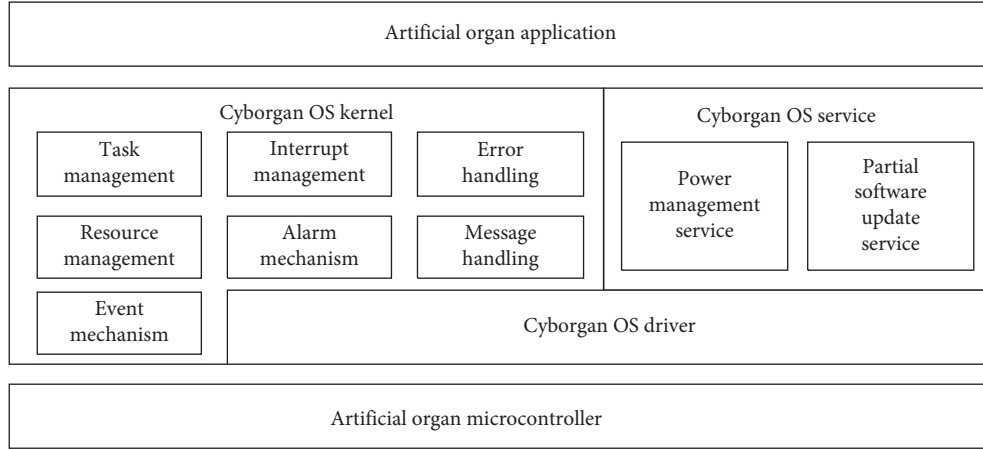 Artificial organ application
Cyborgan OS kernel
Task
management
Interrupt
management
Error
handling
Resource
management
Alarm
mechanism
Message
handling
Event
mechanism
Cyborgan OS service
Power
management
service
Partial
software
update
service
Cyborgan OS driver
Artificial organ microcontroller